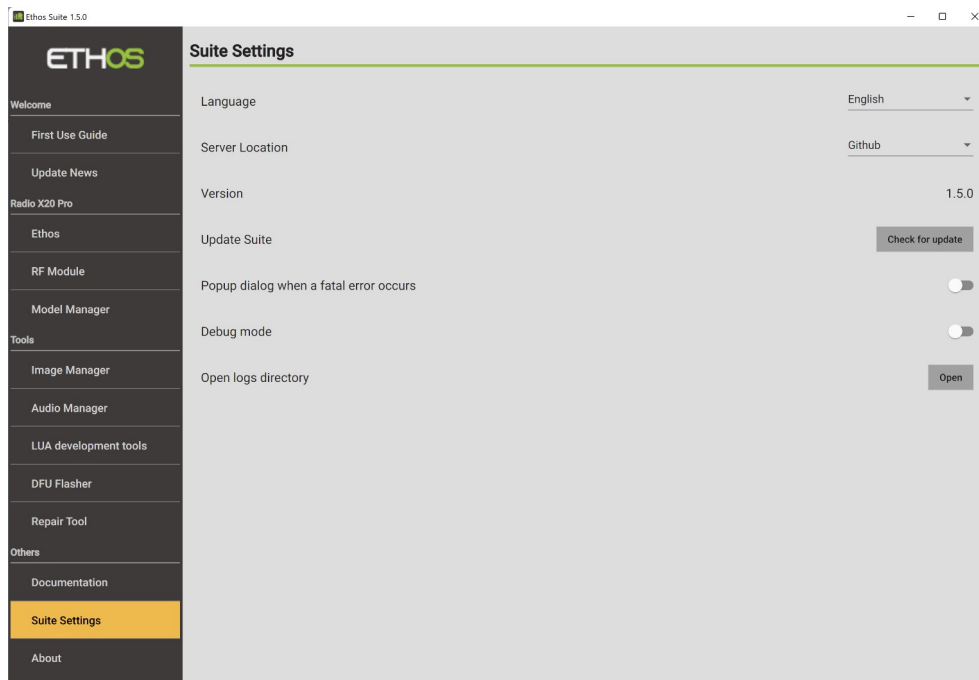 Ethos Suite 1.5.0
ETHOS
Welcome
First Use Guide
Update News
Radio X20 Pro
Ethos
RF Module
Model Manager
Tools
Image Manager
Audio Manager
LUA development tools
DFU Flasher
Repair Tool
Others
Documentation
Suite Settings
About
Suite Settings
Language English
Server Location Github
Version 1.5.0
Update Suite Check for update
Popup dialog when a fatal error occurs
Debug mode
Open logs directory Open